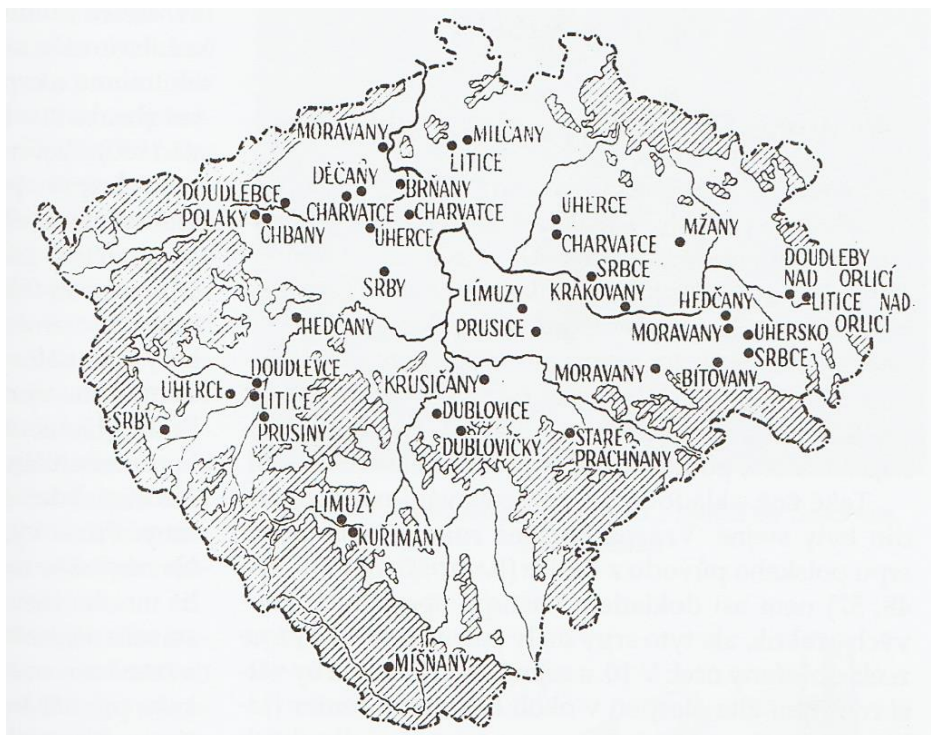 MORAVANY
MILČANY
LITICE
DĚČANY
BRŇANY
DOUDLEBCE
CHARVATCE
CHARVATCE
ÚHERCE
POLAKY
CHBANY
ÚHERCE
CHARVATCE
MŽANY
SRBY
SRBCE
DOUDLEBY
NAD ORLICÍ
LÍMUZY
KRAKOVANY
HEDČANY
LITICE NAD
ORLICÍ
HEDČANY
PRUSICE
MORAVANY
UHERSKO
SRBCE
DOUDLEVCE
KRUSIČANY
MORAVANY
BÍTOVANY
ÚHERCE
LITICE
DUBLOVICE
SRBY
PRUSINY
DUBLOVIČKY
STARÉ
PRACHŇANY
LÍMUZY
KUŘIMANY
MIŠŇANY